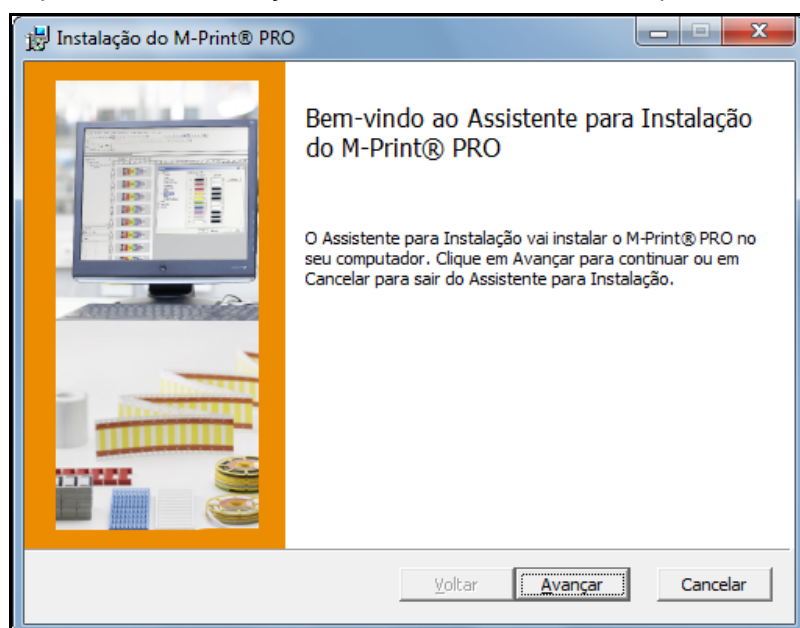 Instalação do M-Print® PRO
Bem-vindo ao Assistente para Instalação
do M-Print® PRO
O Assistente para Instalação vai instalar o M-Print® PRO no
seu computador. Clique em Avançar para continuar ou em
Cancelar para sair do Assistente para Instalação.
Voltar Avançar Cancelar